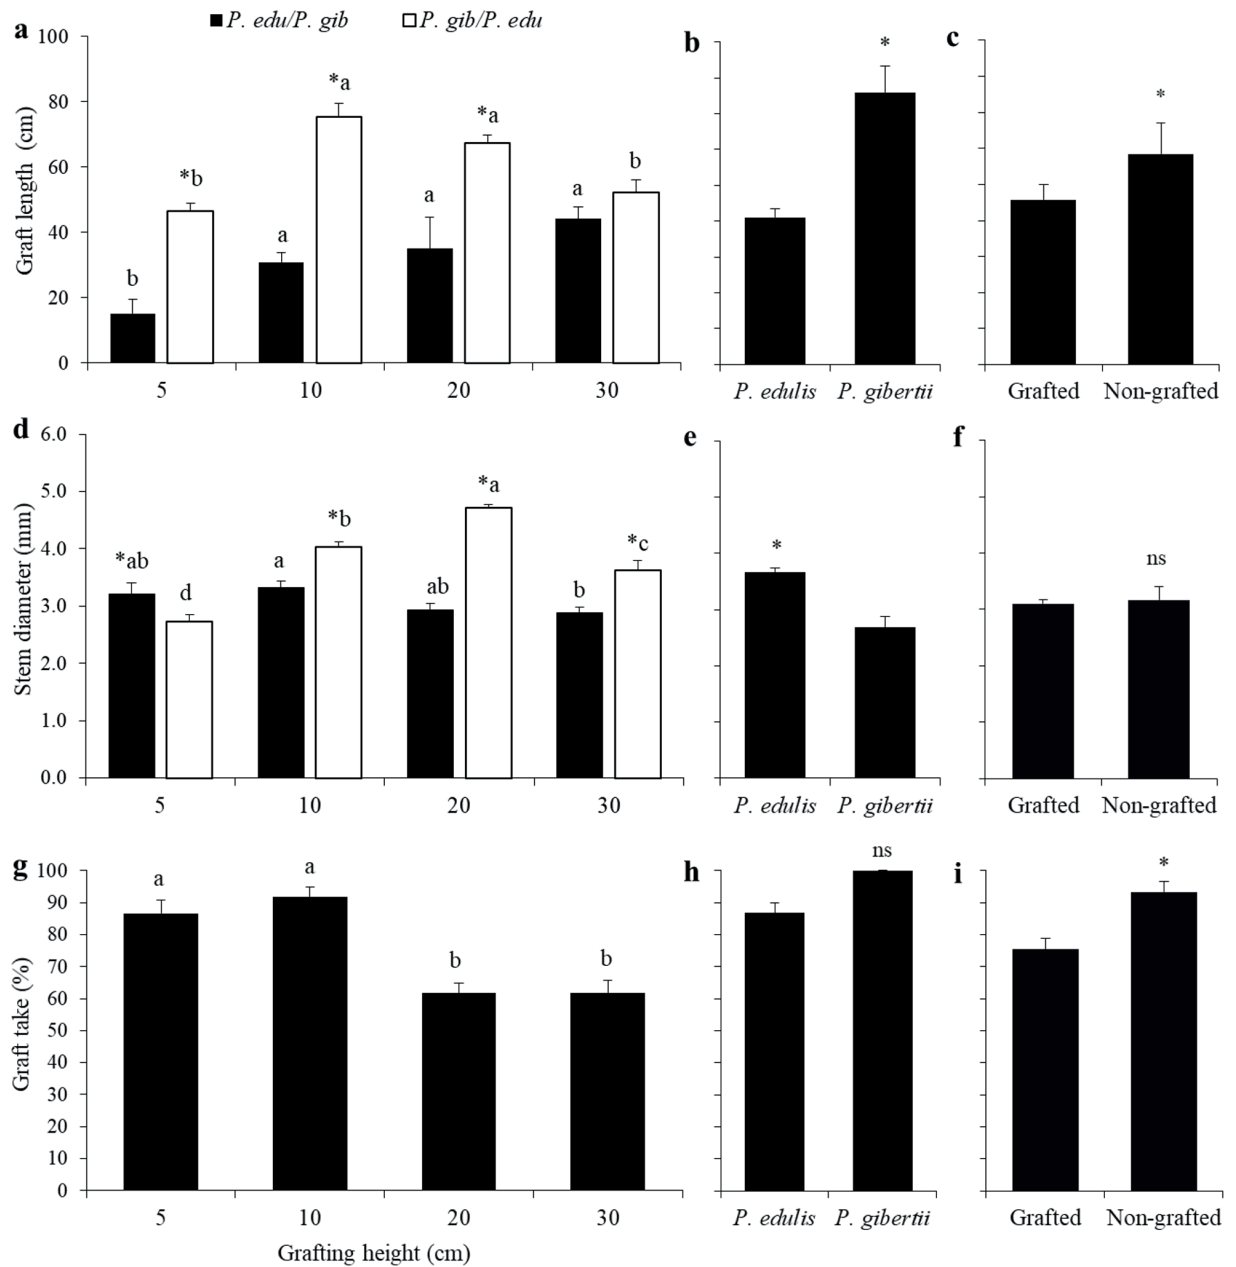 ■ P. edu/P. gib □ P. gib/P. edu
a
100
80
60
40
20
0
Graft length (cm)
*b
b
*a
a
*a
a
b
a
5 10 20 30
b
*
P. edulis P. gibertii
c
*
Grafted Non-grafted
d
6.0
5.0
4.0
3.0
2.0
1.0
0.0
Stem diameter (mm)
*ab
d
a
*b
ab
*a
b
*c
5 10 20 30
e
*
P. edulis P. gibertii
f
ns
Grafted Non-grafted
g
100
90
80
70
60
50
40
30
20
10
0
Graft take (%)
a
a
b
b
5 10 20 30
Grafting height (cm)
h
ns
P. edulis P. gibertii
i
*
Grafted Non-grafted